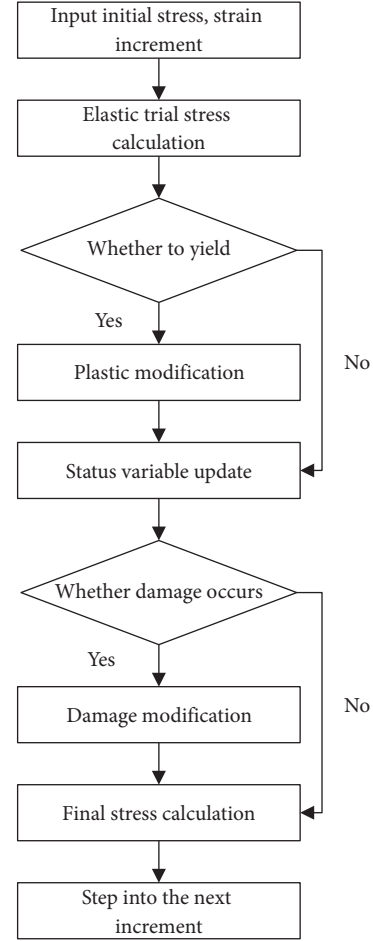 Input initial stress, strain
increment
Elastic trial stress
calculation
Whether to yield
Yes
No
Plastic modification
Status variable update
Whether damage occurs
Yes
No
Damage modification
Final stress calculation
Step into the next
increment